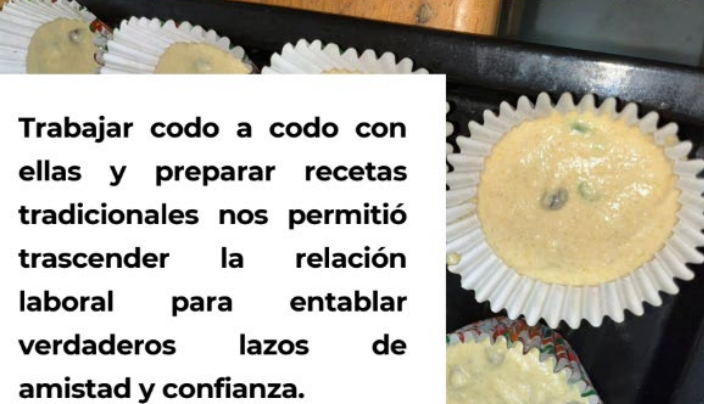 Trabajar codo a codo con
ellas y preparar recetas
tradicionales nos permitió
trascender la relación
laboral para entablar
verdaderos lazos de
amistad y confianza.